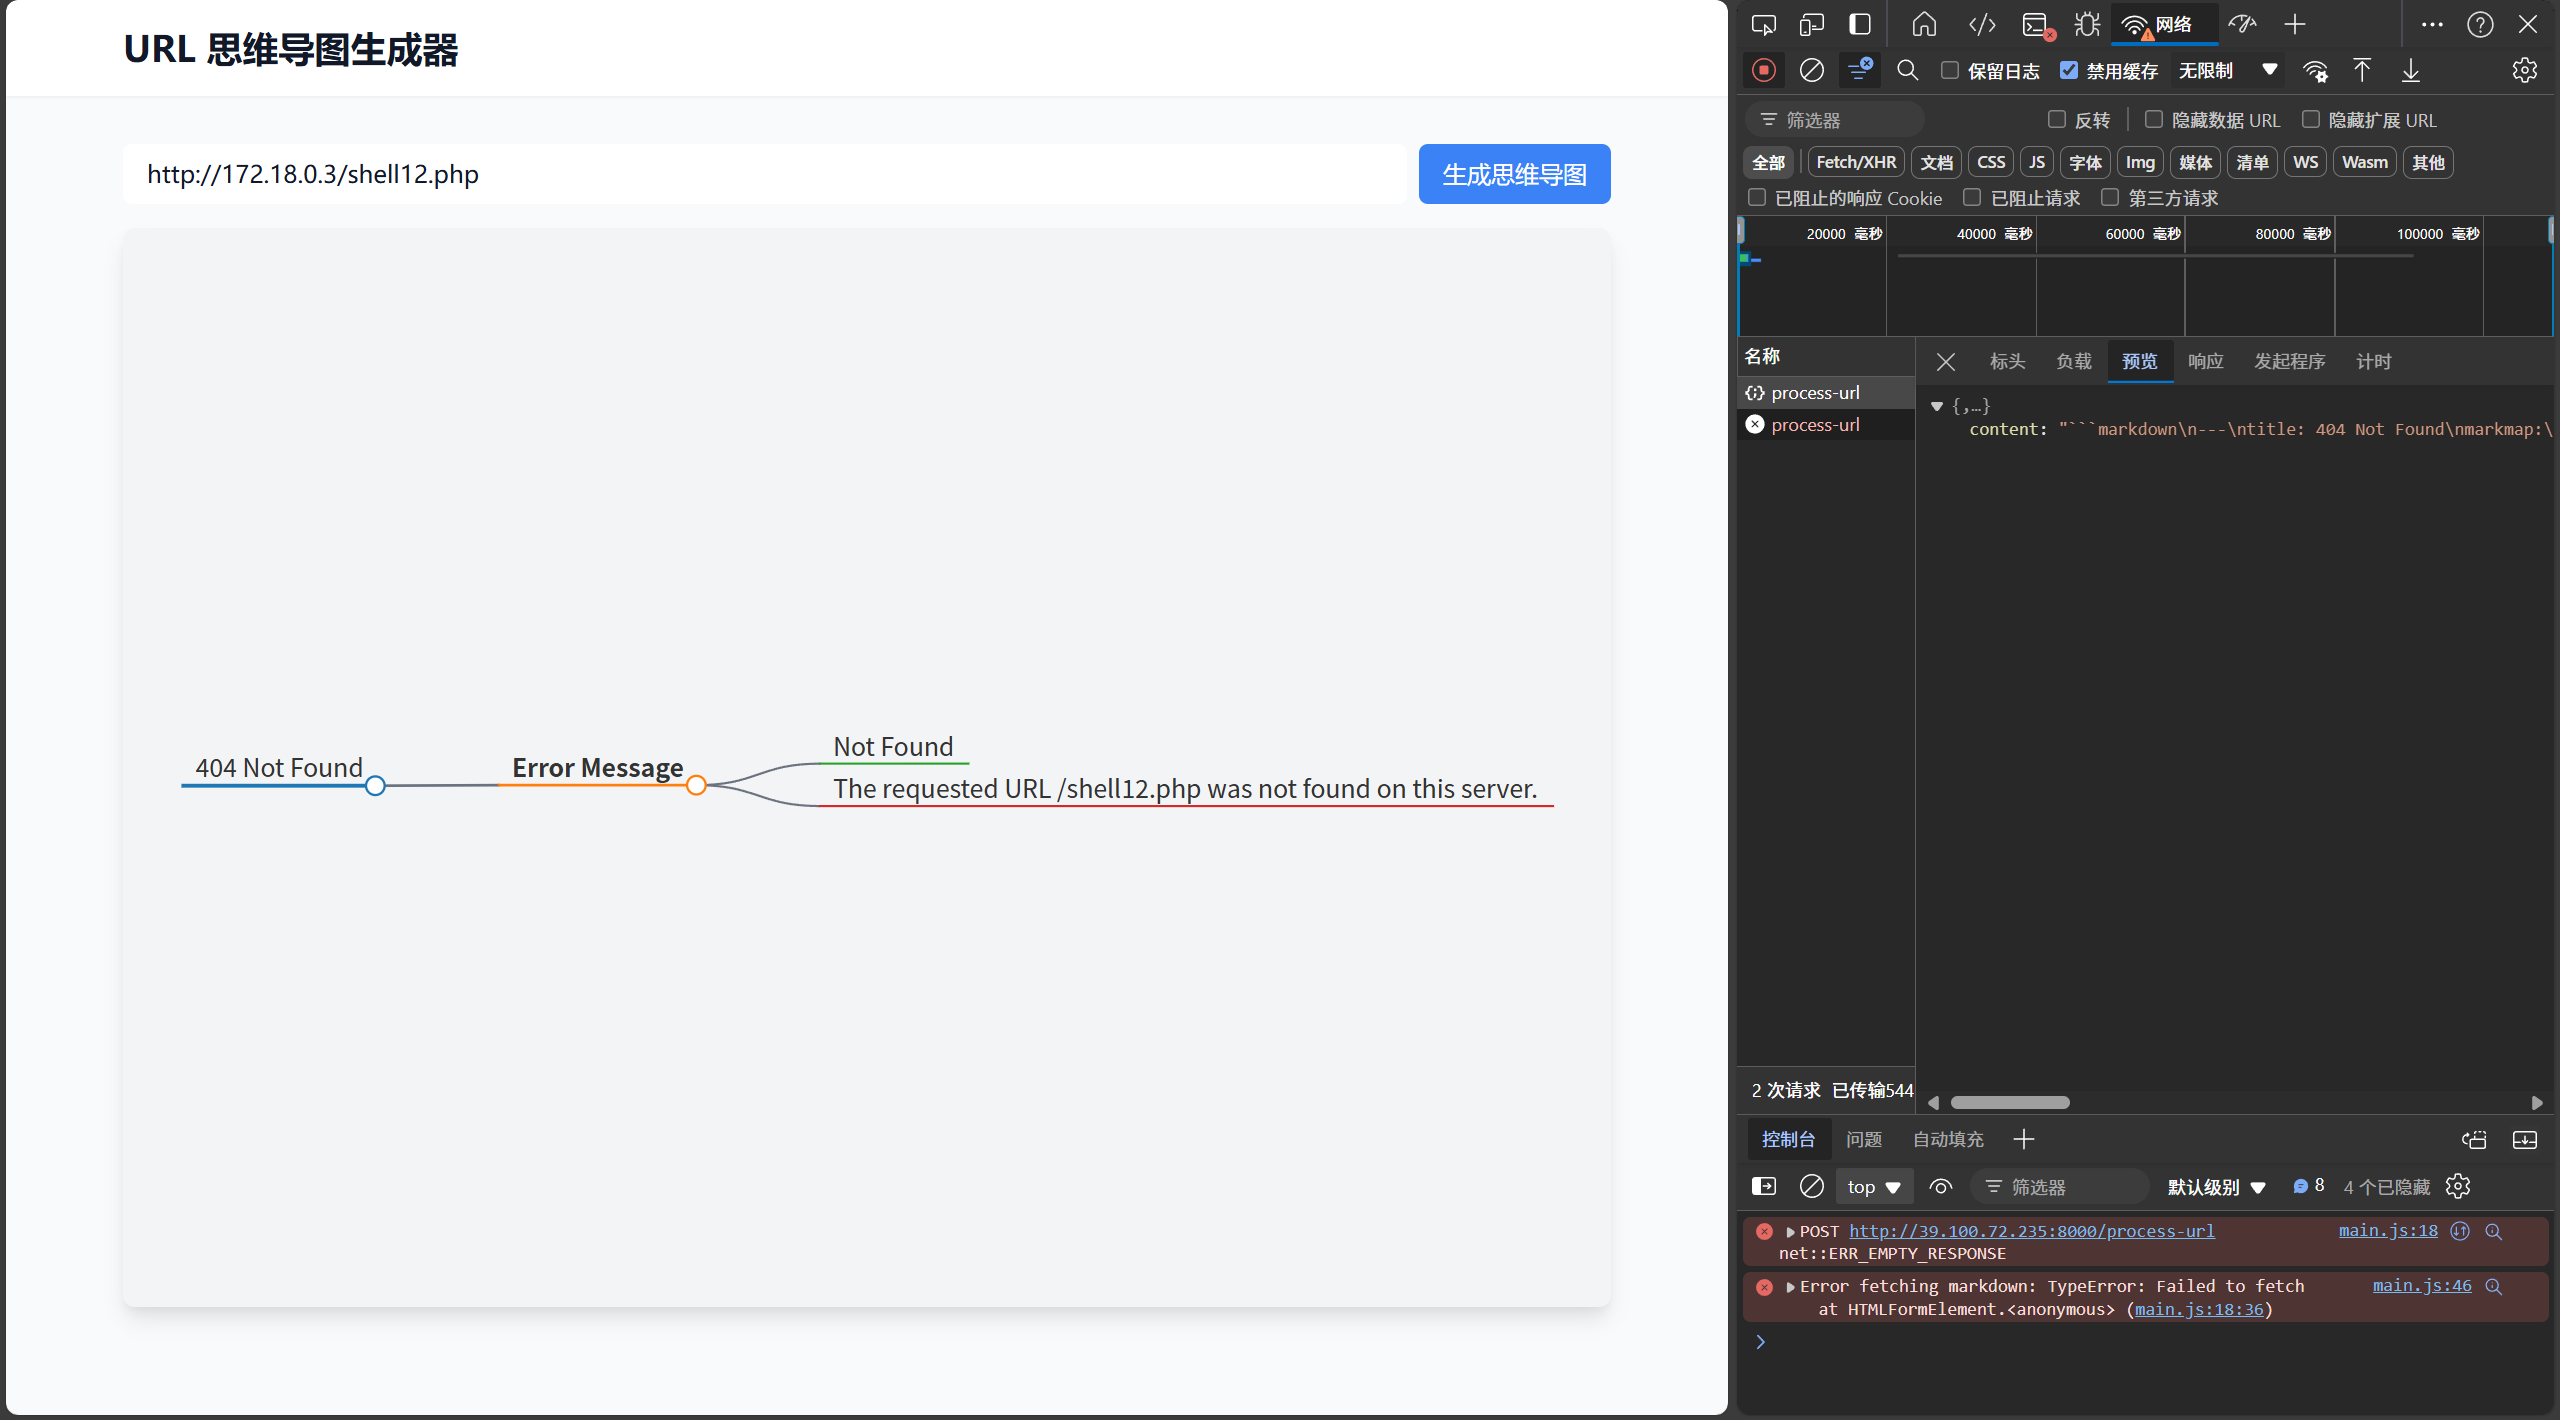 URL 思维导图生成器
http://172.18.0.3/shell12.php
生成思维导图
404 Not Found
Error Message
Not Found
The requested URL /shell12.php was not found on this server.
网络
保留日志
禁用缓存
无限制
筛选器
反转
隐藏数据 URL
隐藏扩展 URL
全部
Fetch/XHR
文档
CSS
JS
字体
Img
媒体
清单
WS
Wasm
其他
已阻止的响应 Cookie
已阻止请求
第三方请求
20000 毫秒
40000 毫秒
60000 毫秒
80000 毫秒
100000 毫秒
名称
process-url
process-url
标头
负载
预览
响应
发起程序
计时
{,…}
content: "```markdown\n---\ntitle: 404 Not Found\nmarkmap:\
2 次请求 已传输544
控制台
问题
自动填充
top
筛选器
默认级别
8
4 个已隐藏
POST http://39.100.72.235:8000/process-url main.js:18
net::ERR_EMPTY_RESPONSE
Error fetching markdown: TypeError: Failed to fetch main.js:46
at HTMLFormElement.<anonymous> (main.js:18:36)